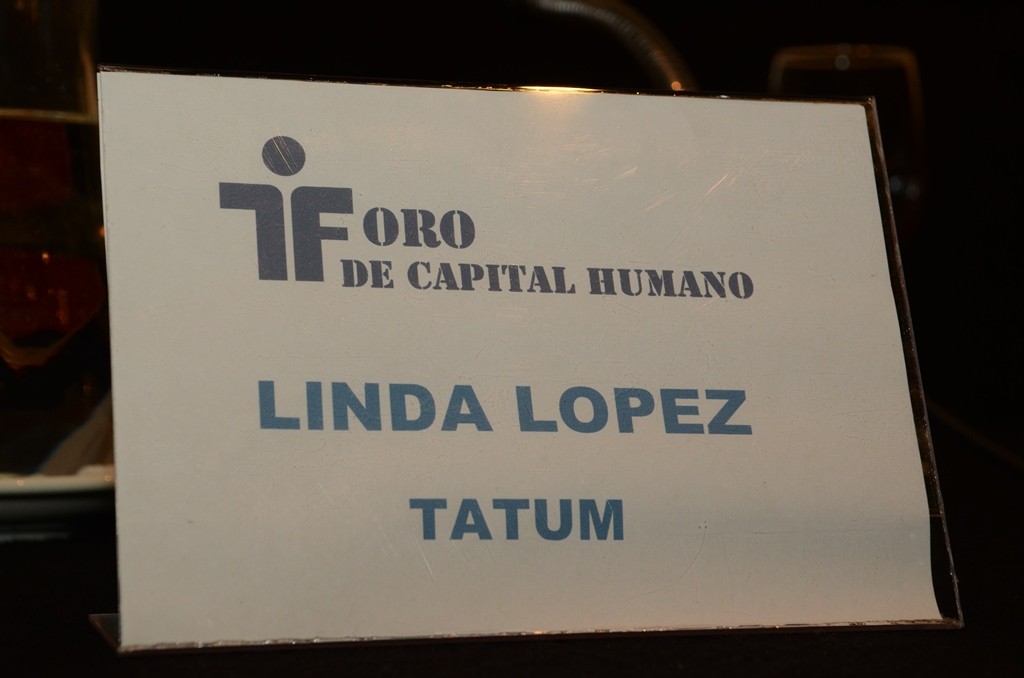 FORO
DE CAPITAL HUMANO
LINDA LOPEZ
TATUM